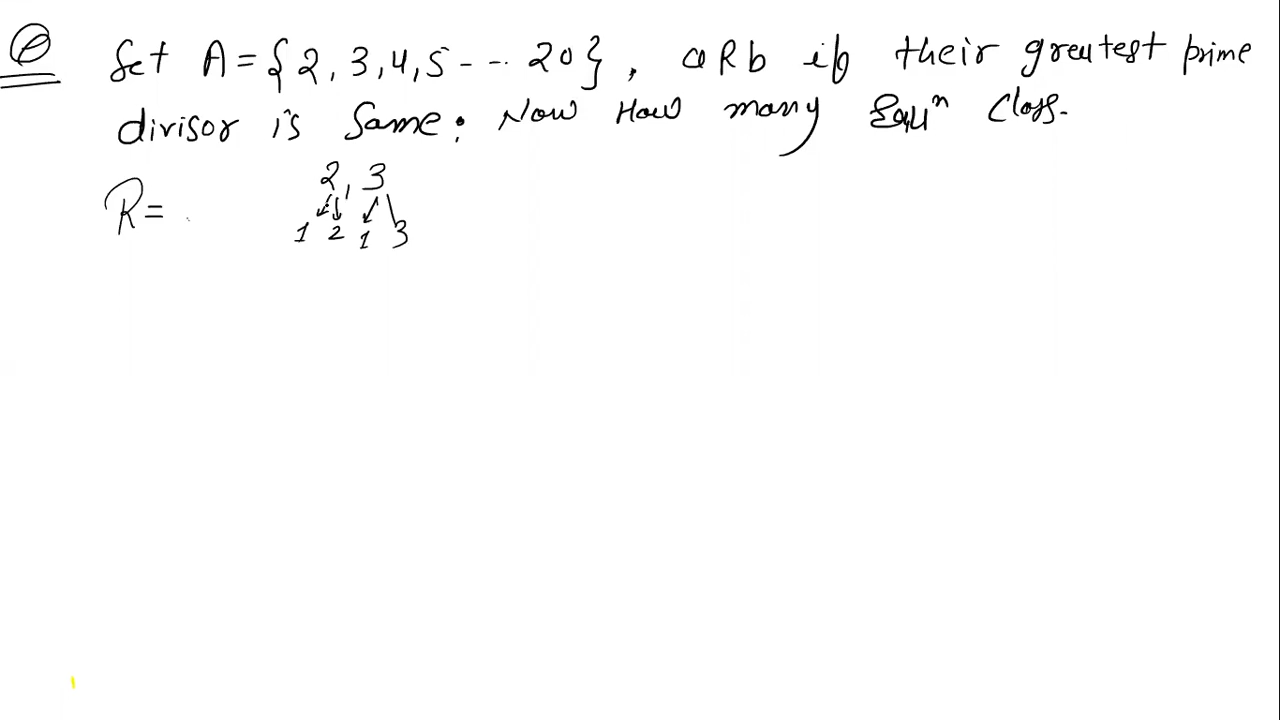 Q Set A = {2, 3, 4, 5 - - .. 20}, aRb if their greatest prime
divisor is same. Now How many Equⁿ Class.
R = 2, 3
1 2 1 3